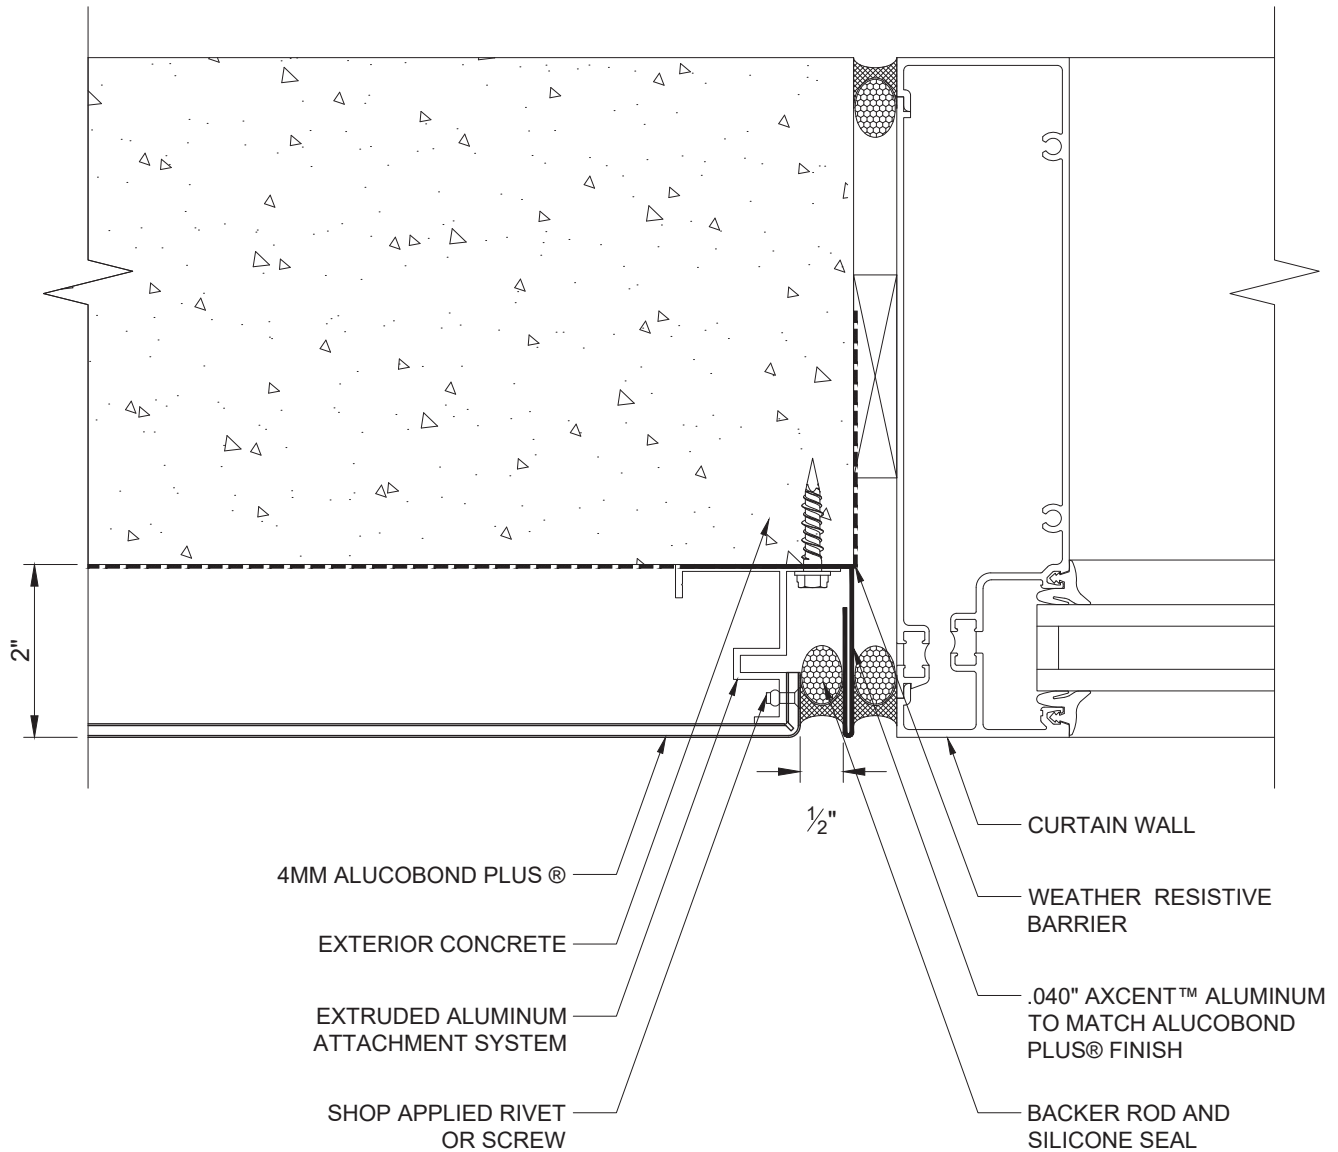 2"
½"
4MM ALUCOBOND PLUS ®
EXTERIOR CONCRETE
EXTRUDED ALUMINUM
ATTACHMENT SYSTEM
SHOP APPLIED RIVET
OR SCREW
CURTAIN WALL
WEATHER RESISTIVE
BARRIER
.040" AXCENT™ ALUMINUM
TO MATCH ALUCOBOND
PLUS® FINISH
BACKER ROD AND
SILICONE SEAL